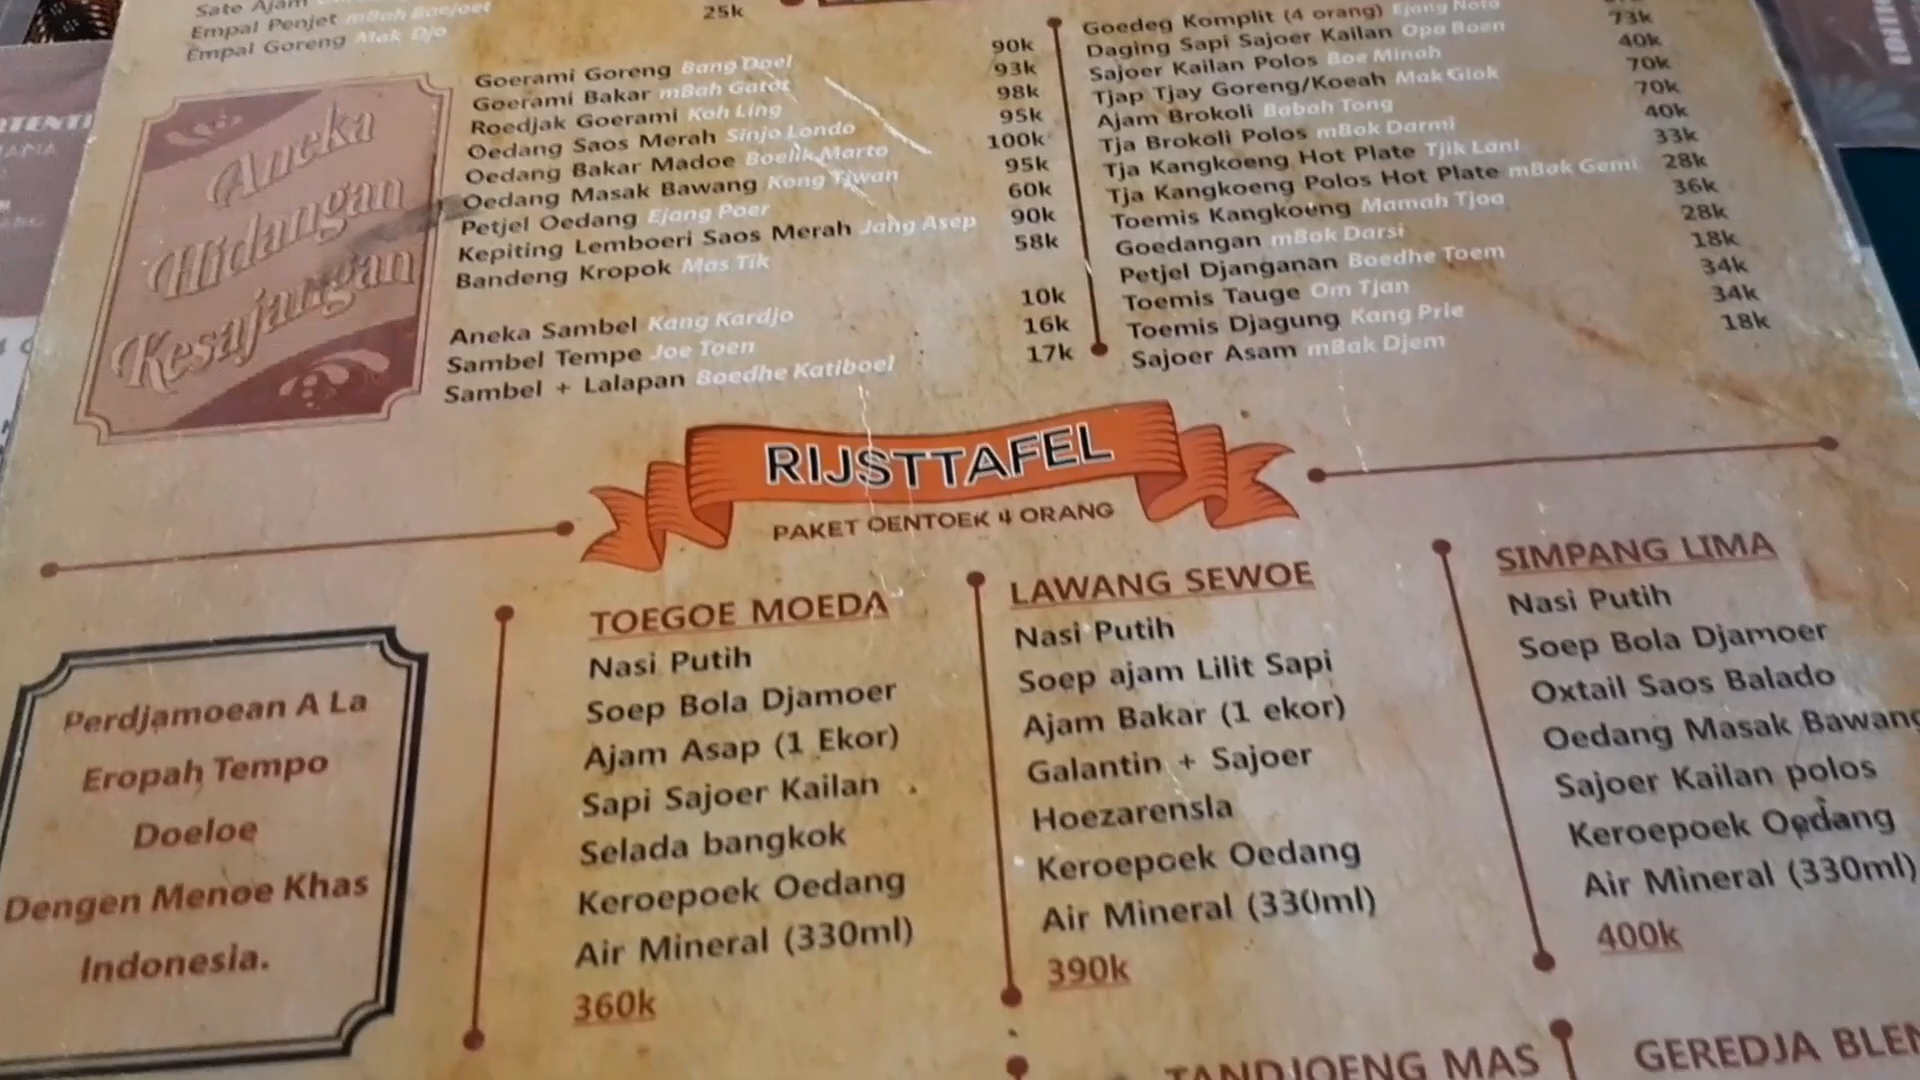 Sate Ajam
Empal Penjet mBah Baejoet
Empal Goreng Mak Djo
25k
Aneka
Hidangan
Kesajangan
Goerami Goreng Bang Doel 90k
Goerami Bakar mBah Gator 93k
Roedjak Goerami Koh Ling 98k
Oedang Saos Merah Sinjo Londo 95k
Oedang Bakar Madoe Boelik Marto 100k
Oedang Masak Bawang Kong Tjwan 95k
Petjel Oedang Ejang Poer 60k
Kepiting Lemboeri Saos Merah Jang Asep 90k
Bandeng Kropok Mas Tik 58k
Aneka Sambel Kang Kardjo 10k
Sambel Tempe Joe Toen 16k
Sambel + Lalapan Boedhe Katiboel 17k
Goedeg Komplit (4 orang) Ejang Noto
Daging Sapi Sajoer Kailan Opa Boen 73k
Sajoer Kailan Polos Boe Minah 40k
Tjap Tjay Goreng/Koeah Mak Giok 70k
Ajam Brokoli Babah Tong 70k
Tja Brokoli Polos mBok Darmi 40k
Tja Kangkoeng Hot Plate Tjik Lani 33k
Tja Kangkoeng Polos Hot Plate mBok Gemi 28k
Toemis Kangkoeng Mamah Tjoa 36k
Goedangan mBok Darsi 28k
Petjel Djanganan Boedhe Toem 18k
Toemis Tauge Om Tjan 34k
Toemis Djagung Kang Prie 34k
Sajoer Asam mBak Djem 18k
RIJSTTAFEL
PAKET OENTOEK 4 ORANG
Perdjamoean A La
Eropah Tempo
Doeloe
Dengen Menoe Khas
Indonesia.
TOEGOE MOEDA
Nasi Putih
Soep Bola Djamoer
Ajam Asap (1 Ekor)
Sapi Sajoer Kailan
Selada bangkok
Keroepoek Oedang
Air Mineral (330ml)
360k
LAWANG SEWOE
Nasi Putih
Soep ajam Lilit Sapi
Ajam Bakar (1 ekor)
Galantin + Sajoer
Hoezarensla
Keroepoek Oedang
Air Mineral (330ml)
390k
SIMPANG LIMA
Nasi Putih
Soep Bola Djamoer
Oxtail Saos Balado
Oedang Masak Bawang
Sajoer Kailan polos
Keroepoek Oedang
Air Mineral (330ml)
400k
TANDJOENG MAS
GEREDJA BLEN